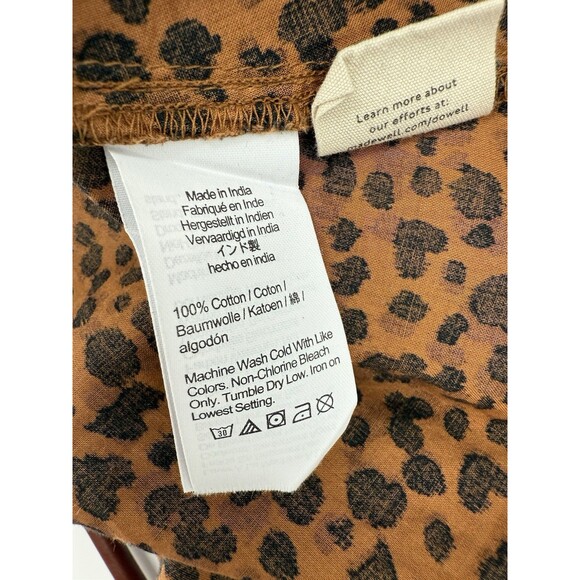 Learn more about
our efforts at:
madewell.com/dowell
Made in India
Fabriqué en Inde
Hergestellt in Indien
Vervaardigd in India
インド製
hecho en india
100% Cotton / Coton /
Baumwolle / Katoen / 綿 /
algodón
Machine Wash Cold With Like
Colors. Non-Chlorine Bleach
Only. Tumble Dry Low. Iron on
Lowest Setting.
30